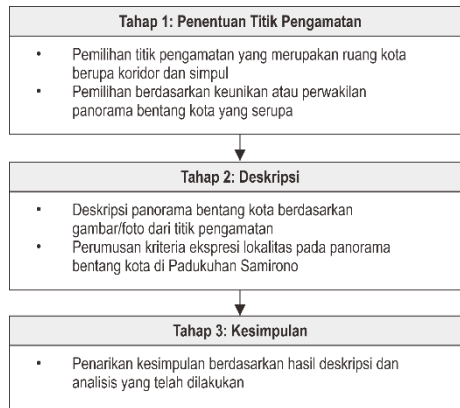 Tahap 1: Penentuan Titik Pengamatan
• Pemilihan titik pengamatan yang merupakan ruang kota
berupa koridor dan simpul
• Pemilihan berdasarkan keunikan atau perwakilan
panorama bentang kota yang serupa
Tahap 2: Deskripsi
• Deskripsi panorama bentang kota berdasarkan
gambar/foto dari titik pengamatan
• Perumusan kriteria ekspresi lokalitas pada panorama
bentang kota di Padukuhan Samirono
Tahap 3: Kesimpulan
• Penarikan kesimpulan berdasarkan hasil deskripsi dan
analisis yang telah dilakukan